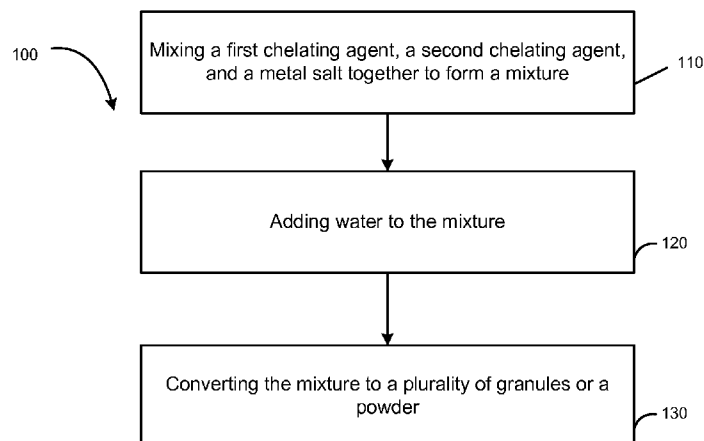 100
Mixing a first chelating agent, a second chelating agent,
and a metal salt together to form a mixture
110
Adding water to the mixture
120
Converting the mixture to a plurality of granules or a
powder
130